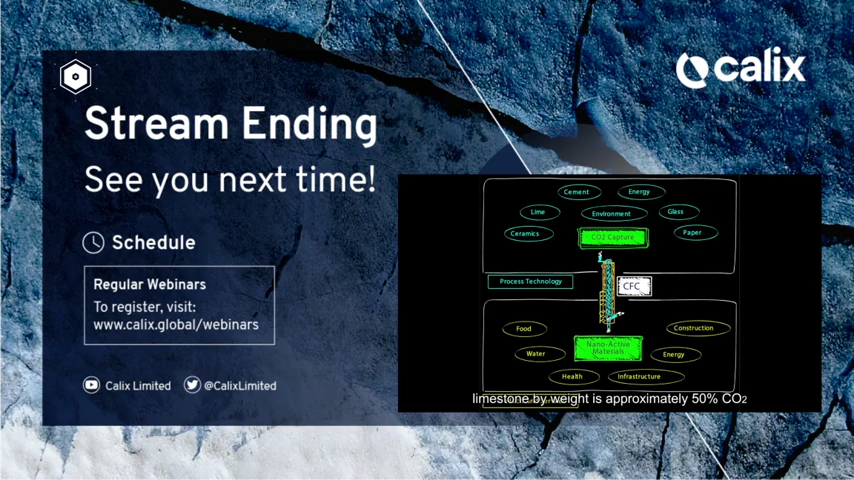 calix
Stream Ending
See you next time!
Schedule
Regular Webinars
To register, visit:
www.calix.global/webinars
Calix Limited
@CalixLimited
Cement
Energy
Lime
Environment
Glass
Ceramics
CO2 Capture
Paper
Process Technology
CFC
Food
Construction
Nano-Active
Materials
Water
Energy
Health
Infrastructure
limestone by weight is approximately 50% CO2